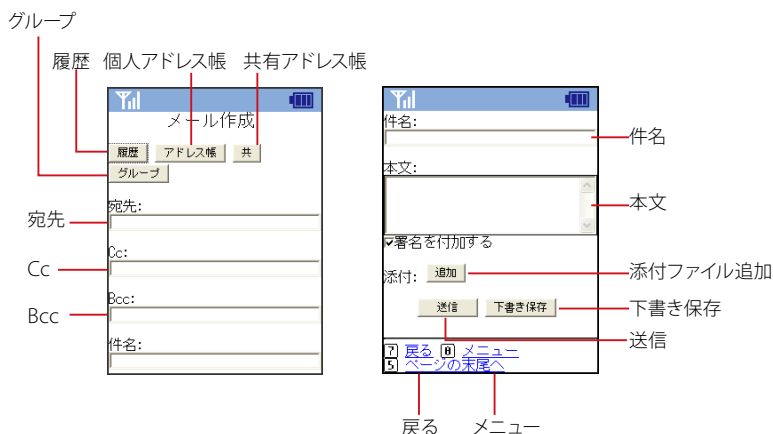 グループ
履歴 個人アドレス帳 共有アドレス帳
メール作成
履歴 アドレス帳 共
グループ
宛先:
Cc:
Bcc:
件名:
宛先
Cc
Bcc
件名:
本文:
署名を付加する
添付: 追加
送信 下書き保存
7 戻る 8 メニュー
5 ページの末尾へ
件名
本文
添付ファイル追加
下書き保存
送信
戻る メニュー